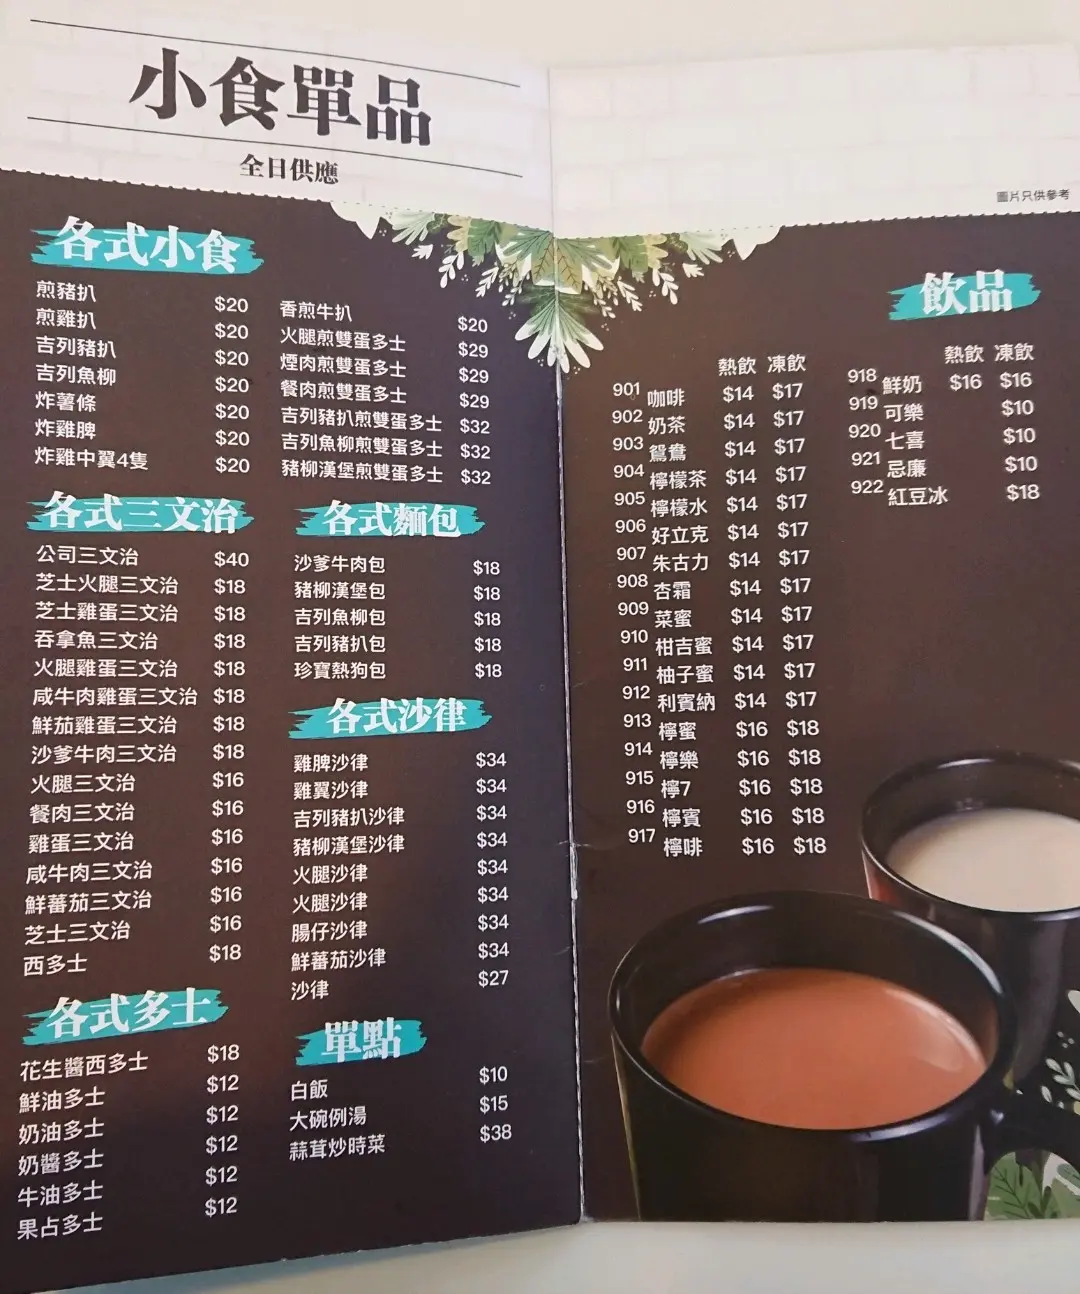 小食單品
全日供應
各式小食
煎豬扒 $20
煎雞扒 $20
吉列豬扒 $20
吉列魚柳 $20
炸薯條 $20
炸雞脾 $20
炸雞中翼4隻 $20
香煎牛扒 $20
火腿煎雙蛋多士 $29
煙肉煎雙蛋多士 $29
餐肉煎雙蛋多士 $29
吉列豬扒煎雙蛋多士 $32
吉列魚柳煎雙蛋多士 $32
豬柳漢堡煎雙蛋多士 $32
各式三文治
公司三文治 $40
芝士火腿三文治 $18
芝士雞蛋三文治 $18
吞拿魚三文治 $18
火腿雞蛋三文治 $18
咸牛肉雞蛋三文治 $18
鮮茄雞蛋三文治 $18
沙爹牛肉三文治 $18
火腿三文治 $16
餐肉三文治 $16
雞蛋三文治 $16
咸牛肉三文治 $16
鮮蕃茄三文治 $16
芝士三文治 $16
西多士 $18
各式多士
花生醬西多士 $18
鮮油多士 $12
奶油多士 $12
奶醬多士 $12
牛油多士 $12
果占多士 $12
各式麵包
沙爹牛肉包 $18
豬柳漢堡包 $18
吉列魚柳包 $18
吉列豬扒包 $18
珍寶熱狗包 $18
各式沙律
雞脾沙律 $34
雞翼沙律 $34
吉列豬扒沙律 $34
豬柳漢堡沙律 $34
火腿沙律 $34
火腿沙律 $34
腸仔沙律 $34
鮮蕃茄沙律 $34
沙律 $27
單點
白飯 $10
大碗例湯 $15
蒜茸炒時菜 $38
圖片只供參考
飲品
熱飲 凍飲
901 咖啡 $14 $17
902 奶茶 $14 $17
903 鴛鴦 $14 $17
904 檸檬茶 $14 $17
905 檸檬水 $14 $17
906 好立克 $14 $17
907 朱古力 $14 $17
908 杏霜 $14 $17
909 菜蜜 $14 $17
910 柑吉蜜 $14 $17
911 柚子蜜 $14 $17
912 利賓納 $14 $17
913 檸蜜 $16 $18
914 檸樂 $16 $18
915 檸7 $16 $18
916 檸賓 $16 $18
917 檸啡 $16 $18
熱飲 凍飲
918 鮮奶 $16 $16
919 可樂 $10
920 七喜 $10
921 忌廉 $10
922 紅豆冰 $18